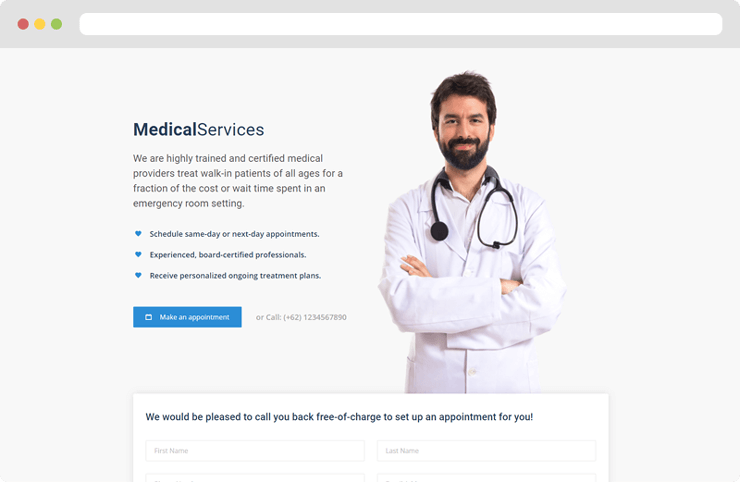 MedicalServices
We are highly trained and certified medical
providers treat walk-in patients of all ages for a
fraction of the cost or wait time spent in an
emergency room setting.
Schedule same-day or next-day appointments.
Experienced, board-certified professionals.
Receive personalized ongoing treatment plans.
Make an appointment
or Call: (+62) 1234567890
We would be pleased to call you back free-of-charge to set up an appointment for you!
First Name
Last Name